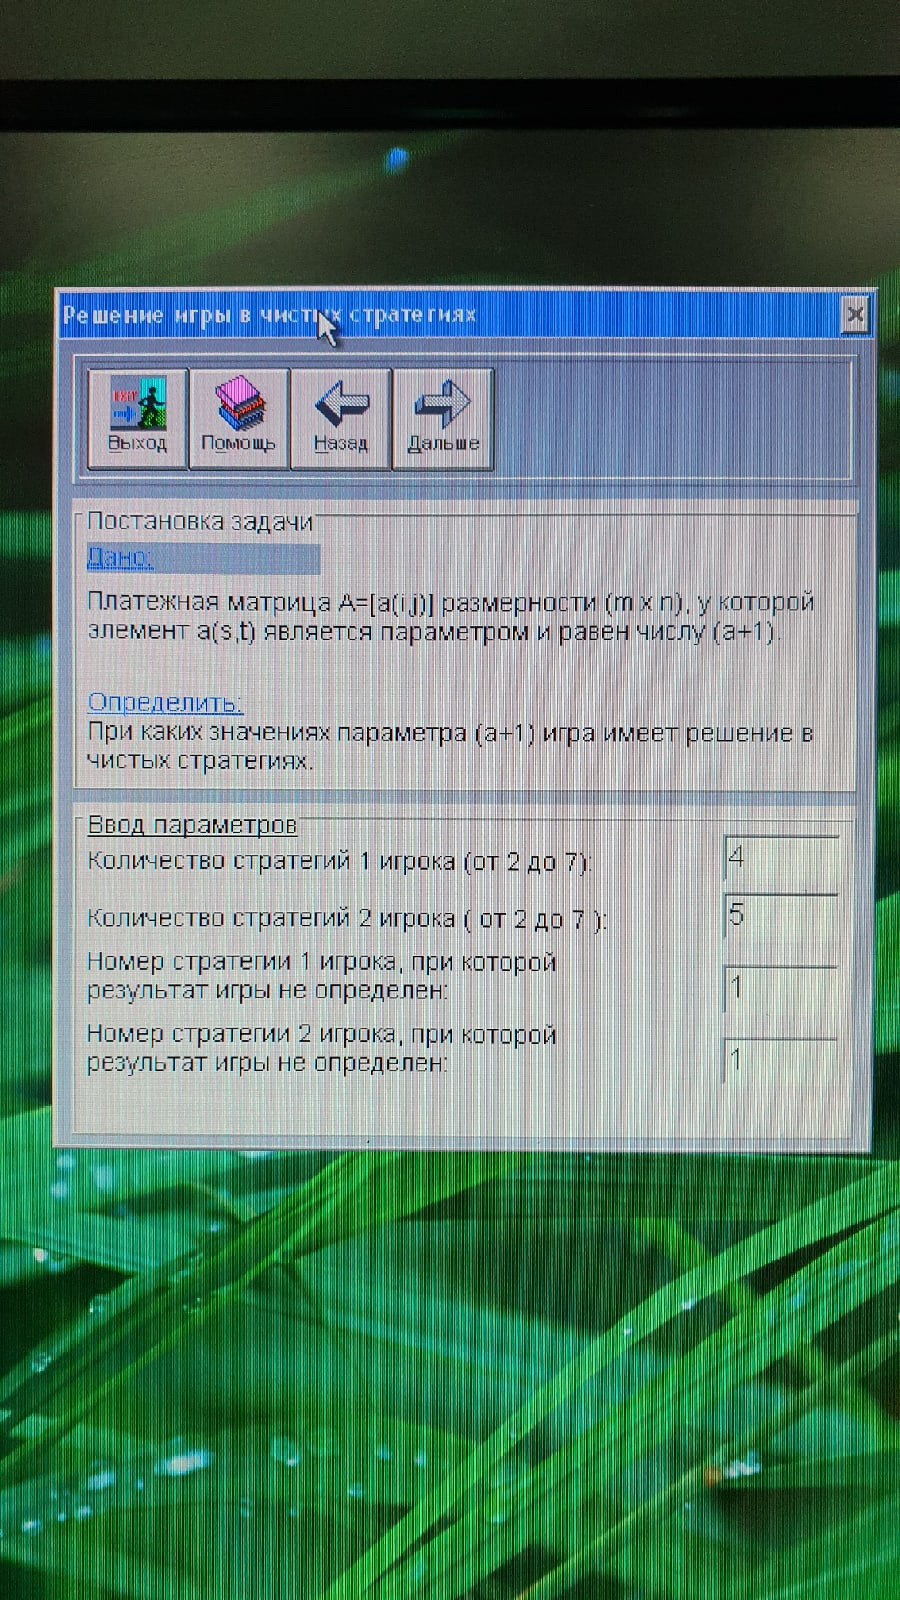 Решение игры в чистых стратегиях
EXIT
Выход Помощь Назад Дальше
Постановка задачи
Дано:
Платежная матрица A=[a(i,j)] размерности (m x n), у которой
элемент a(s,t) является параметром и равен числу (a+1).
Определить:
При каких значениях параметра (a+1) игра имеет решение в
чистых стратегиях.
Ввод параметров
Количество стратегий 1 игрока (от 2 до 7): 4
Количество стратегий 2 игрока ( от 2 до 7 ): 5
Номер стратегии 1 игрока, при которой
результат игры не определен: 1
Номер стратегии 2 игрока, при которой
результат игры не определен: 1